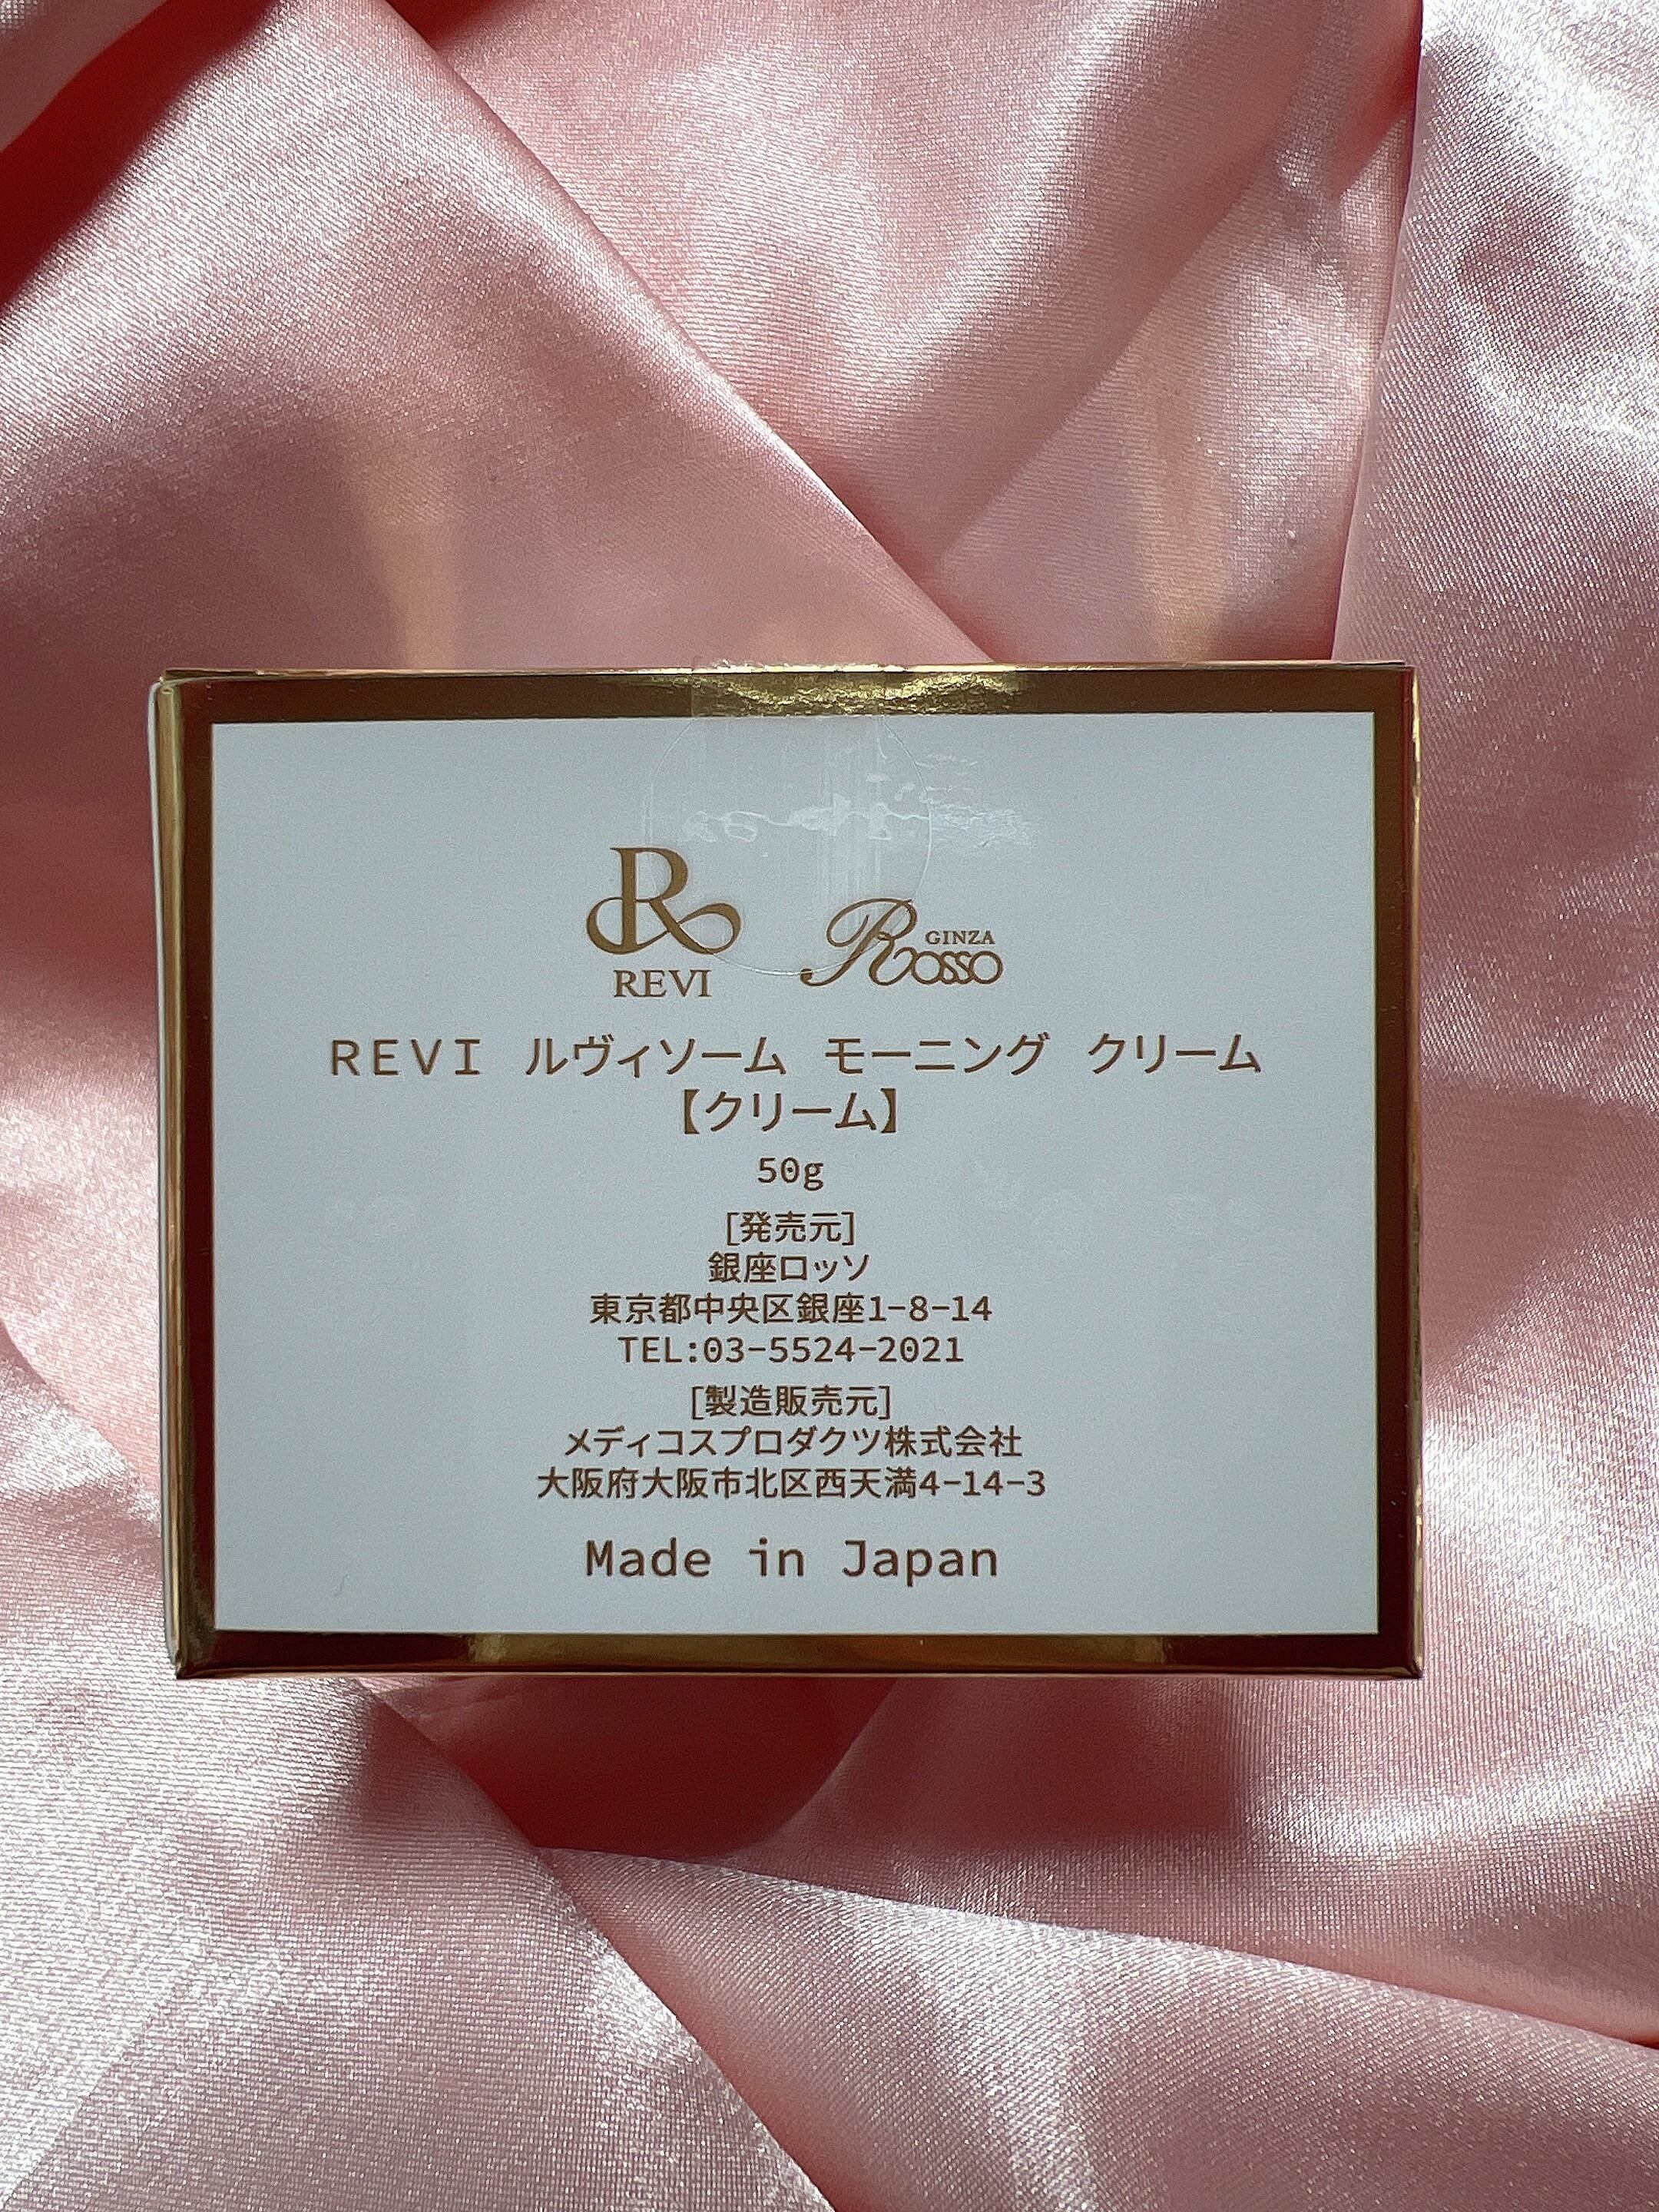 R
REVI
GINZA
Rosso
REVI ルヴィソーム モーニング クリーム
【クリーム】
50g
[発売元]
銀座ロッソ
東京都中央区銀座1-8-14
TEL:03-5524-2021
[製造販売元]
メディコスプロダクツ株式会社
大阪府大阪市北区西天満4-14-3
Made in Japan